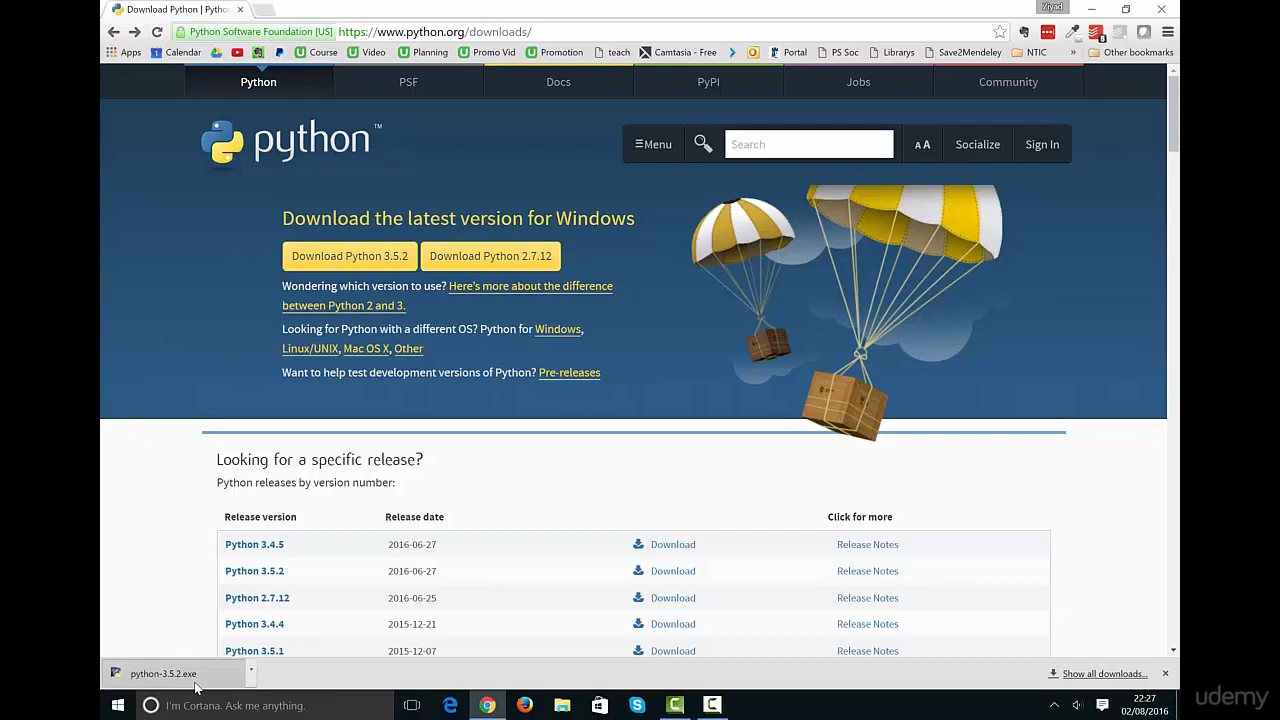 Download Python | Python
Ziyad
Python Software Foundation [US]
https://www.python.org/downloads/
Apps
Calendar
Course
Video
Planning
Promo Vid
Promotion
teach
Camtasia - Free
Portal
PS Soc
Library
Save2Mendeley
NTIC
»
Other bookmarks
Python
PSF
Docs
PyPI
Jobs
Community
python™
≡Menu
Search
A A
Socialize
Sign In
Download the latest version for Windows
Download Python 3.5.2
Download Python 2.7.12
Wondering which version to use? Here's more about the difference
between Python 2 and 3.
Looking for Python with a different OS? Python for Windows,
Linux/UNIX, Mac OS X, Other
Want to help test development versions of Python? Pre-releases
Looking for a specific release?
Python releases by version number:
Release version
Release date
Click for more
Python 3.4.5
2016-06-27
Download
Release Notes
Python 3.5.2
2016-06-27
Download
Release Notes
Python 2.7.12
2016-06-25
Download
Release Notes
Python 3.4.4
2015-12-21
Download
Release Notes
Python 3.5.1
2015-12-07
Download
Release Notes
python-3.5.2.exe
Show all downloads...
I'm Cortana. Ask me anything.
22:27
02/08/2016
udemy